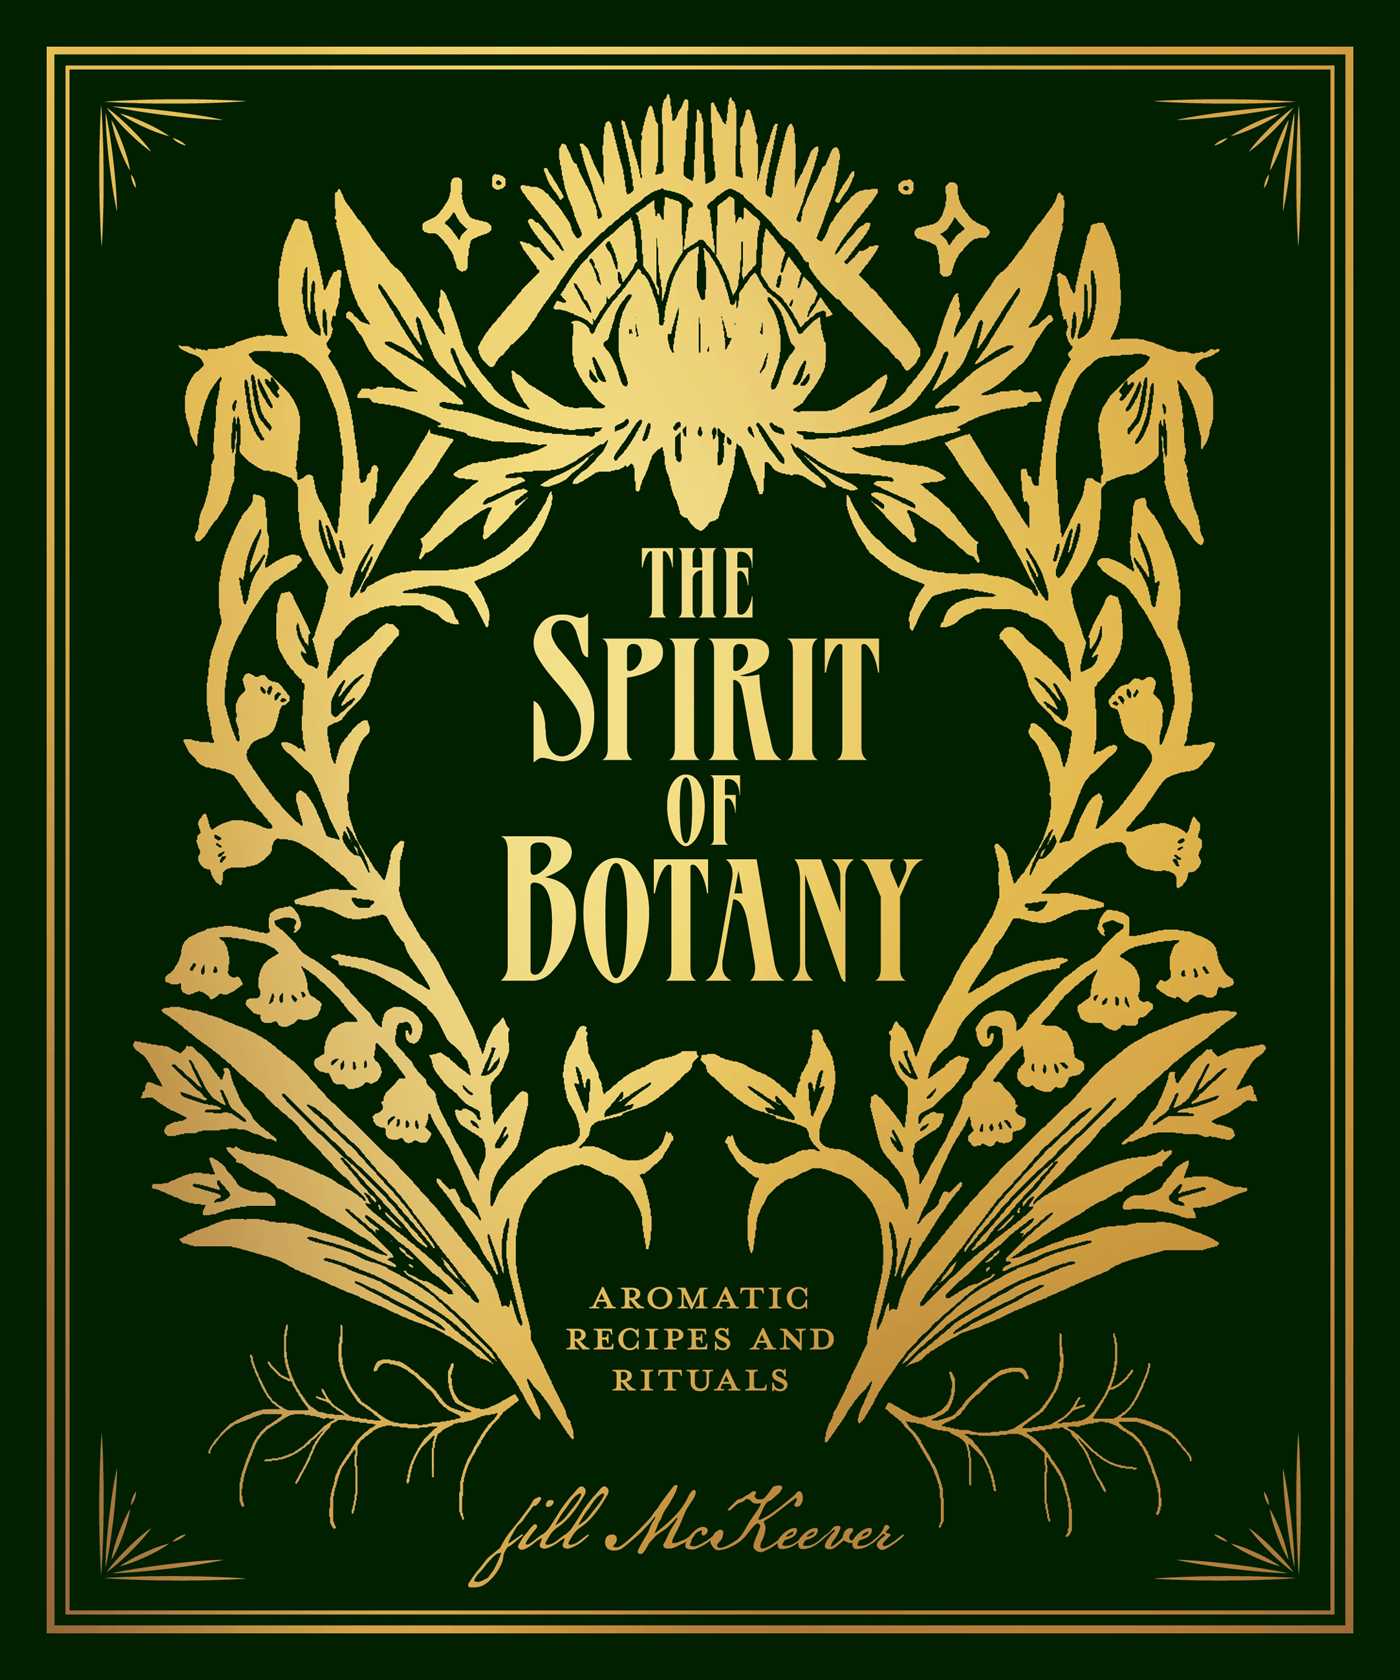 THE
SPIRIT
OF
BOTANY
AROMATIC
RECIPES AND
RITUALS
Jill McKeever